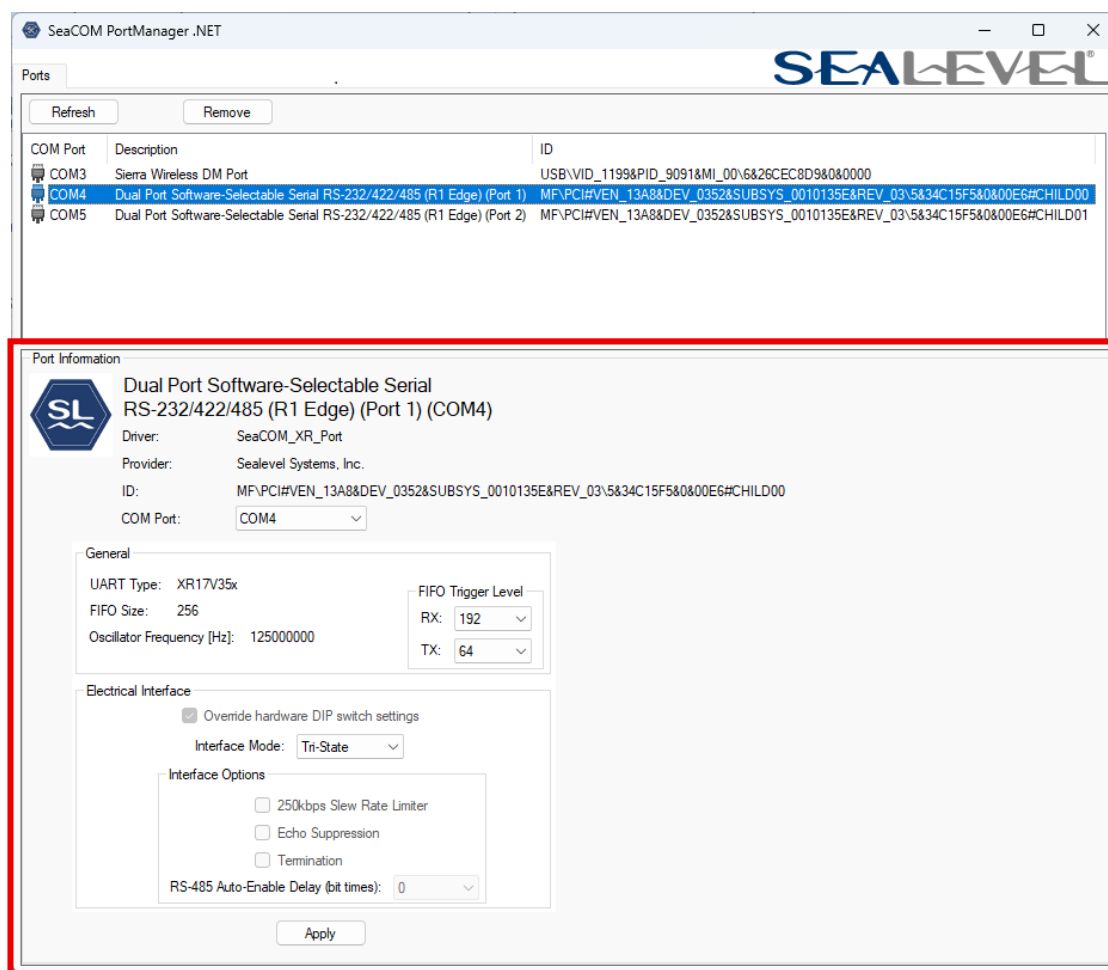 SeaCOM PortManager .NET
SEALEVEL®
Ports
Refresh Remove
COM Port Description ID
COM3 Sierra Wireless DM Port USB\VID_1199&PID_9091&MI_00\6&26CEC8D9&0&0000
COM4 Dual Port Software-Selectable Serial RS-232/422/485 (R1 Edge) (Port 1) MF\PCI#VEN_13A8&DEV_0352&SUBSYS_0010135E&REV_03\5&34C15F5&0&00E6#CHILD00
COM5 Dual Port Software-Selectable Serial RS-232/422/485 (R1 Edge) (Port 2) MF\PCI#VEN_13A8&DEV_0352&SUBSYS_0010135E&REV_03\5&34C15F5&0&00E6#CHILD01
Port Information
SL
Dual Port Software-Selectable Serial
RS-232/422/485 (R1 Edge) (Port 1) (COM4)
Driver: SeaCOM_XR_Port
Provider: Sealevel Systems, Inc.
ID: MF\PCI#VEN_13A8&DEV_0352&SUBSYS_0010135E&REV_03\5&34C15F5&0&00E6#CHILD00
COM Port: COM4
General
UART Type: XR17V35x
FIFO Size: 256
Oscillator Frequency [Hz]: 125000000
FIFO Trigger Level
RX: 192
TX: 64
Electrical Interface
Override hardware DIP switch settings
Interface Mode: Tri-State
Interface Options
250kbps Slew Rate Limiter
Echo Suppression
Termination
RS-485 Auto-Enable Delay (bit times): 0
Apply